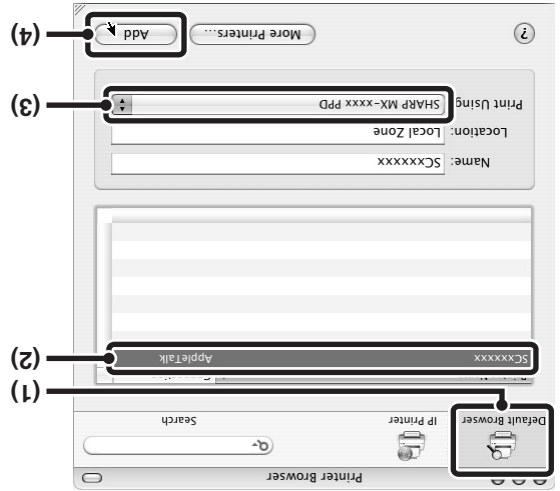 Printer Browser
Default Browser
IP Printer
Search
(1)
SCxxxxxx
AppleTalk
(2)
Name: SCxxxxxx
Location: Local Zone
Print Using: SHARP MX-xxxx PPD
(3)
?
More Printers...
Add
(4)